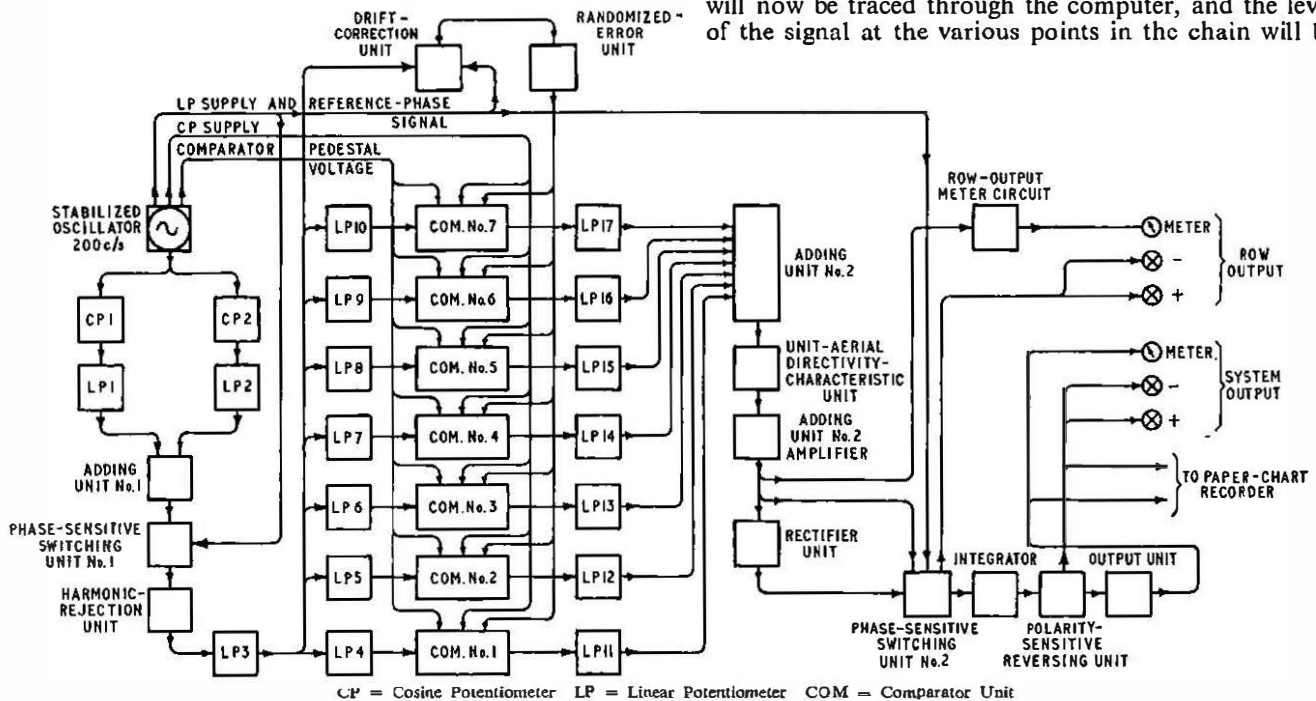 will now be traced through the computer, and the lev
of the signal at the various points in the chain will b
DRIFT-
CORRECTION
UNIT
RANDOMIZED-
ERROR
UNIT
LP SUPPLY AND REFERENCE-PHASE
SIGNAL
CP SUPPLY
COMPARATOR PEDESTAL
VOLTAGE
STABILIZED
OSCILLATOR
200c/s
CP1
CP2
LP1
LP2
ADDING
UNIT No.1
PHASE-SENSITIVE
SWITCHING
UNIT No.1
HARMONIC-
REJECTION
UNIT
LP3
LP10
COM. No.7
LP17
LP9
COM. No.6
LP16
LP8
COM. No.5
LP15
LP7
COM. No.4
LP14
LP6
COM. No.3
LP13
LP5
COM. No.2
LP12
LP4
COM. No.1
LP11
ADDING
UNIT No.2
UNIT-AERIAL
DIRECTIVITY-
CHARACTERISTIC
UNIT
ADDING
UNIT No.2
AMPLIFIER
RECTIFIER
UNIT
ROW-OUTPUT
METER CIRCUIT
METER
-
+
ROW
OUTPUT
METER
-
+
SYSTEM
OUTPUT
TO PAPER-CHART
RECORDER
INTEGRATOR
OUTPUT UNIT
PHASE-SENSITIVE
SWITCHING
UNIT No.2
POLARITY-
SENSITIVE
REVERSING UNIT
CP = Cosine Potentiometer LP = Linear Potentiometer COM = Comparator Unit